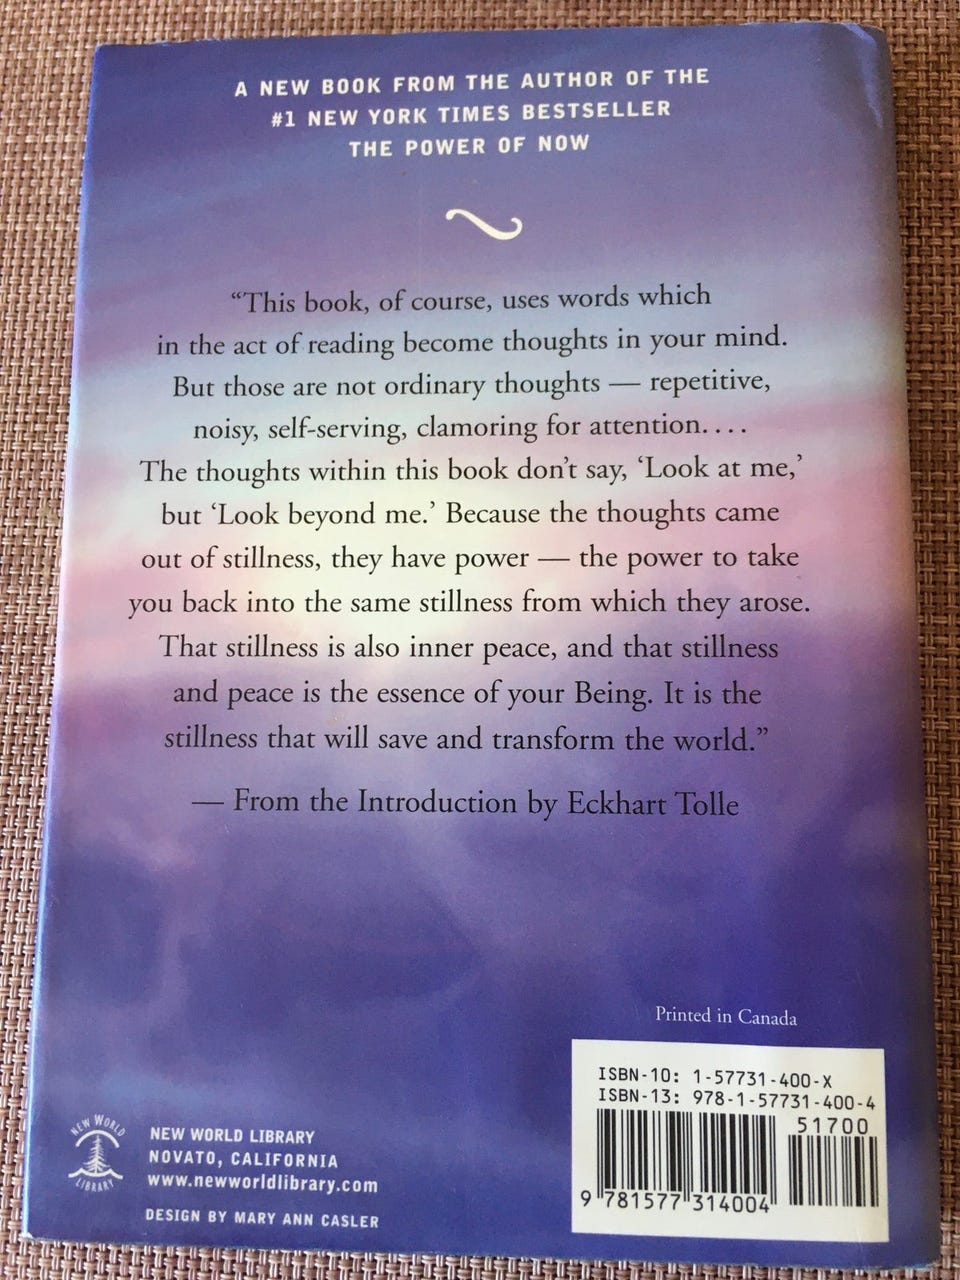 A NEW BOOK FROM THE AUTHOR OF THE
#1 NEW YORK TIMES BESTSELLER
THE POWER OF NOW
“This book, of course, uses words which
in the act of reading become thoughts in your mind.
But those are not ordinary thoughts — repetitive,
noisy, self-serving, clamoring for attention. . . .
The thoughts within this book don’t say, ‘Look at me,’
but ‘Look beyond me.’ Because the thoughts came
out of stillness, they have power — the power to take
you back into the same stillness from which they arose.
That stillness is also inner peace, and that stillness
and peace is the essence of your Being. It is the
stillness that will save and transform the world.”
— From the Introduction by Eckhart Tolle
Printed in Canada
ISBN-10: 1-57731-400-X
ISBN-13: 978-1-57731-400-4
51700
9 781577 314004
NEW WORLD
LIBRARY
NEW WORLD LIBRARY
NOVATO, CALIFORNIA
www.newworldlibrary.com
DESIGN BY MARY ANN CASLER